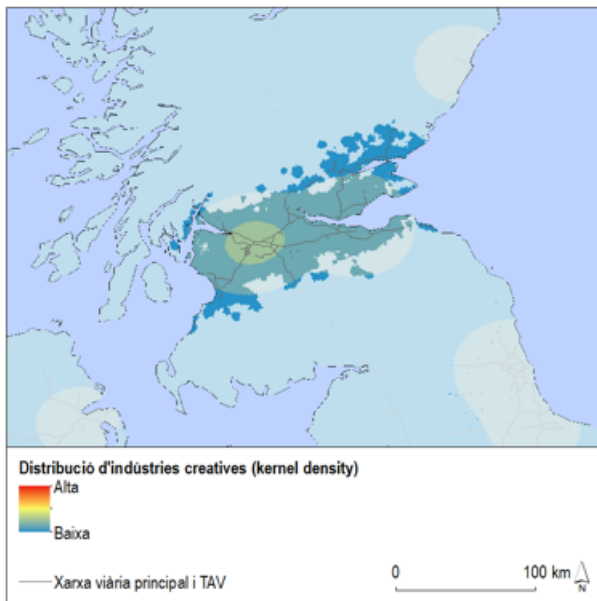 Distribució d'indústries creatives (kernel density)
Alta
Baixa
Xarxa viària principal i TAV
0 100 km
N